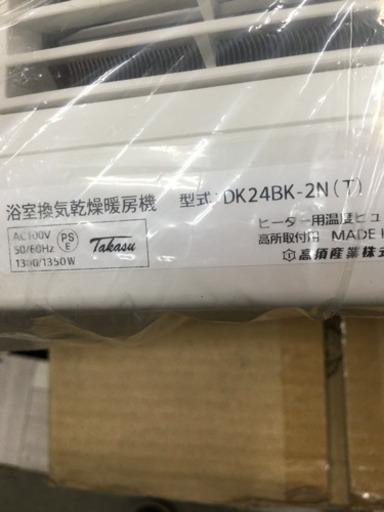 浴室換気乾燥暖房機 型式: DK24BK-2N(T)
AC100V
50/60Hz
PS
E
Takasu
ヒーター用温度ヒュ
高所取付用 MADE
高須産業株式